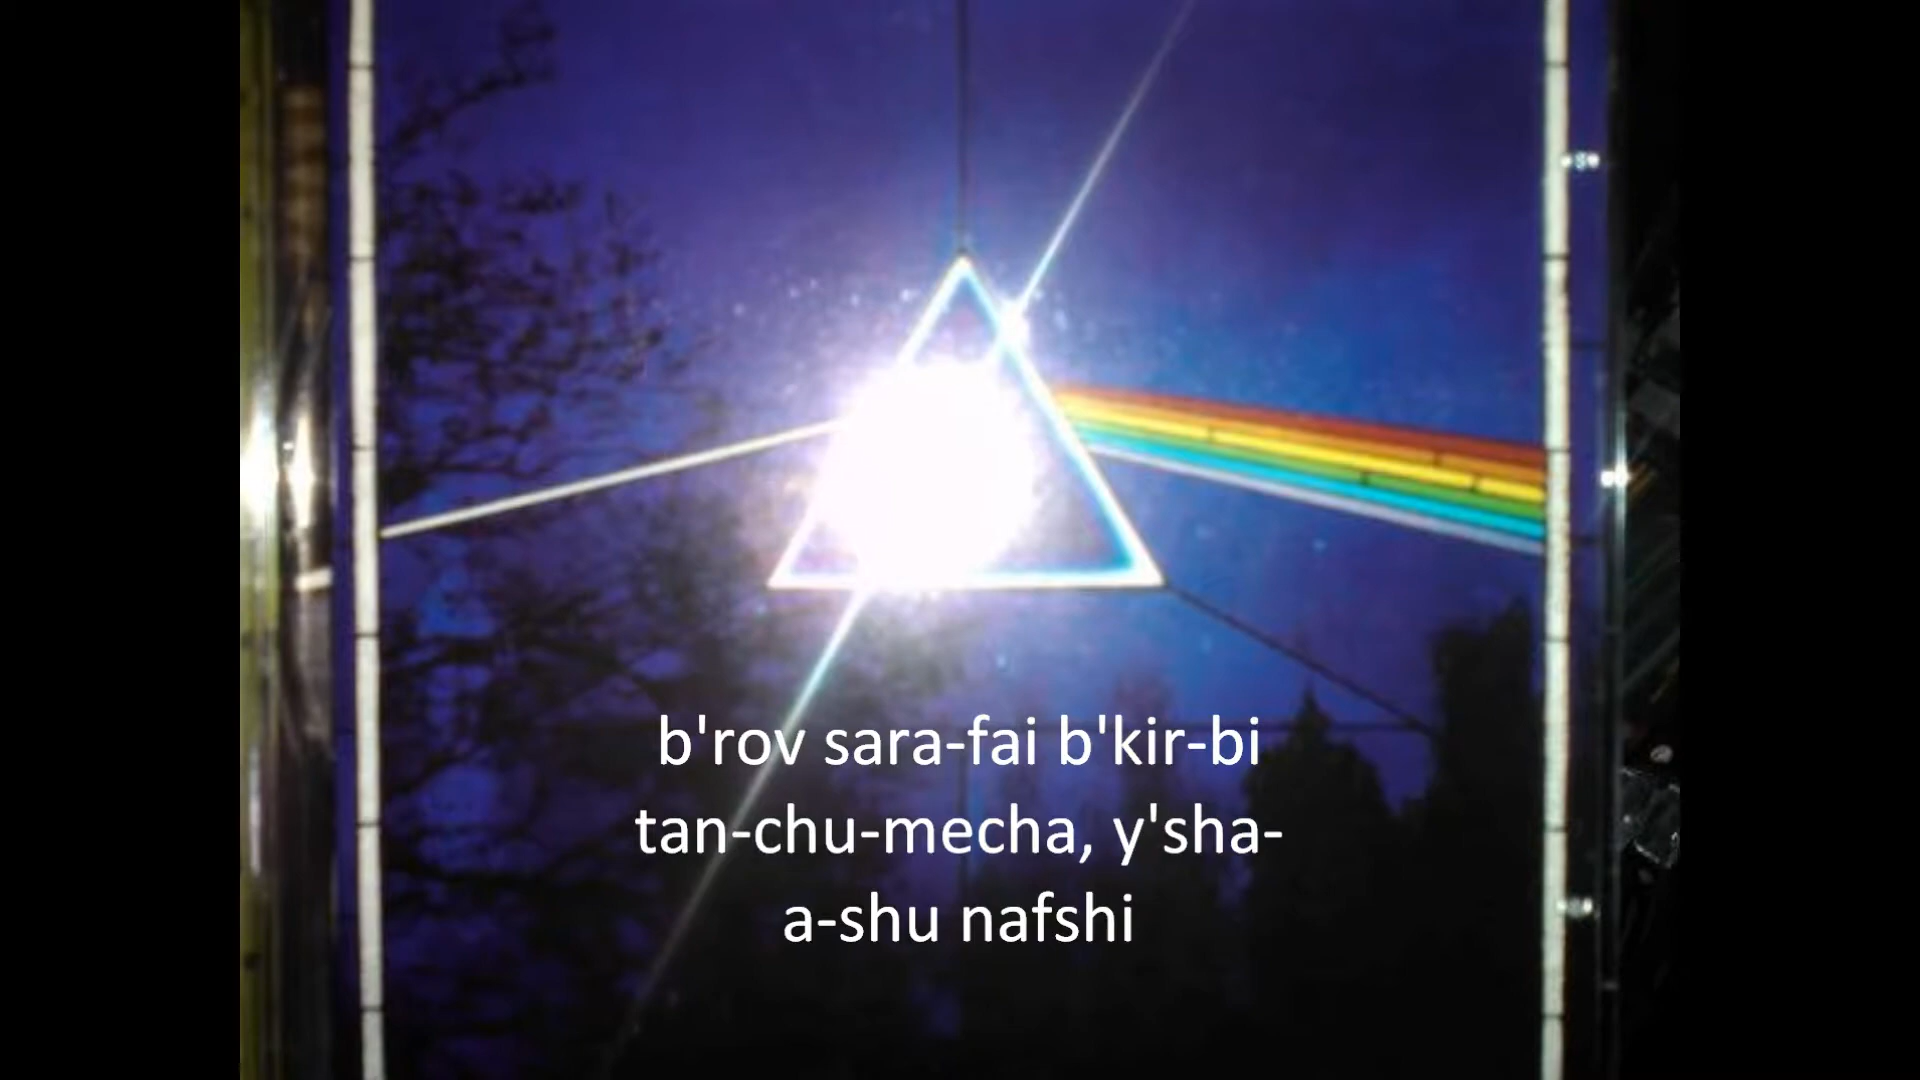 b'rov sara-fai b'kir-bi
tan-chu-mecha, y'sha-
a-shu nafshi